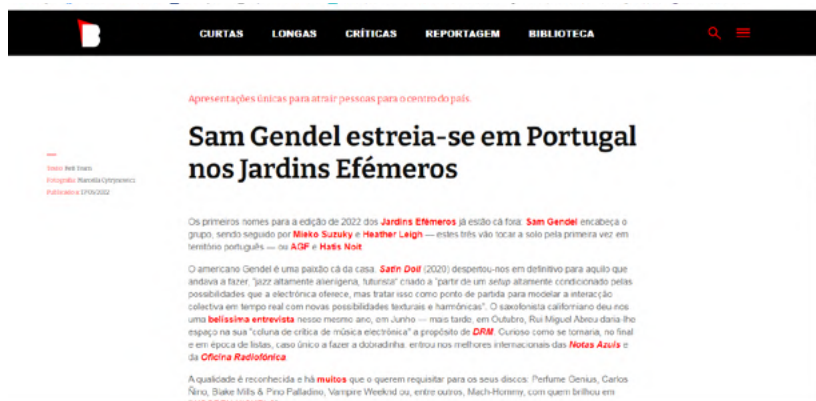 CURTAS LONGAS CRÍTICAS REPORTAGEM BIBLIOTECA
Apresentações únicas para atrair pessoas para o centro do país.
Sam Gendel estreia-se em Portugal
nos Jardins Efémeros
Texto:
Fotografia: Marcella Cytrynowicz
Publicado a: 17/05/2022
Os primeiros nomes para a edição de 2022 dos Jardins Efémeros já estão cá fora: Sam Gendel encabeça o
grupo, sendo seguido por Mieko Suzuky e Heather Leigh — estes três vão tocar a solo pela primeira vez em
território português — ou AGF e Hatis Noit.
O americano Gendel é uma paixão cá da casa. Satin Doll (2020) despertou-nos em definitivo para aquilo que
andava a fazer, "jazz altamente alienígena, futurista" criado a "partir de um setup altamente condicionado pelas
possibilidades que a electrónica oferece, mas tratar isso como ponto de partida para modelar a interacção
colectiva em tempo real com novas possibilidades texturais e harmónicas". O saxofonista californiano deu-nos
uma belíssima entrevista nesse mesmo ano, em Junho — mais tarde, em Outubro, Rui Miguel Abreu daria-lhe
espaço na sua "coluna de crítica de música electrónica" a propósito de DRM. Curioso como se tornaria, no final
e em época de listas, caso único a fazer a dobradinha: entrou nos melhores internacionais das Notas Azuis e
da Oficina Radiofónica.
A qualidade é reconhecida e há muitos que o querem requisitar para os seus discos: Perfume Genius, Carlos
Niño, Blake Mills & Pino Palladino, Vampire Weekend ou, entre outros, Mach-Hommy, com quem brilhou em